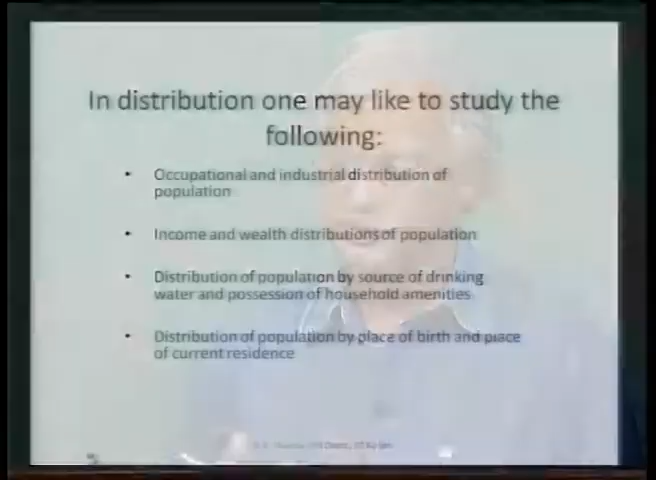 In distribution one may like to study the
following:
• Occupational and industrial distribution of
population
• Income and wealth distributions of population
• Distribution of population by source of drinking
water and possession of household amenities
• Distribution of population by place of birth and place
of current residence